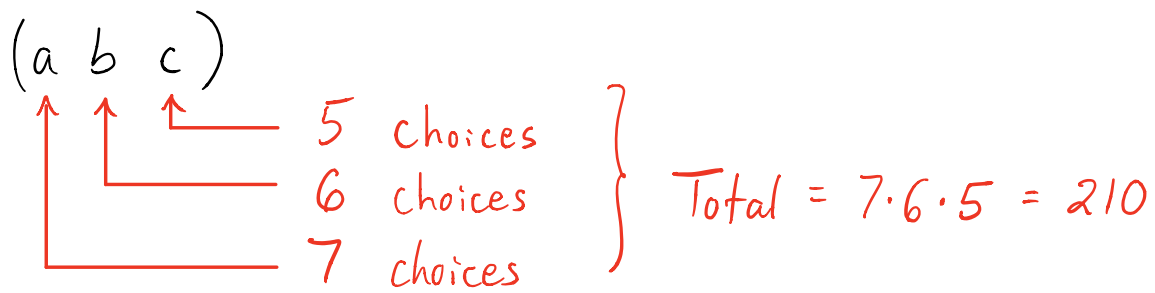 (a b c)
5 choices
6 choices
7 choices
Total = 7·6·5 = 210